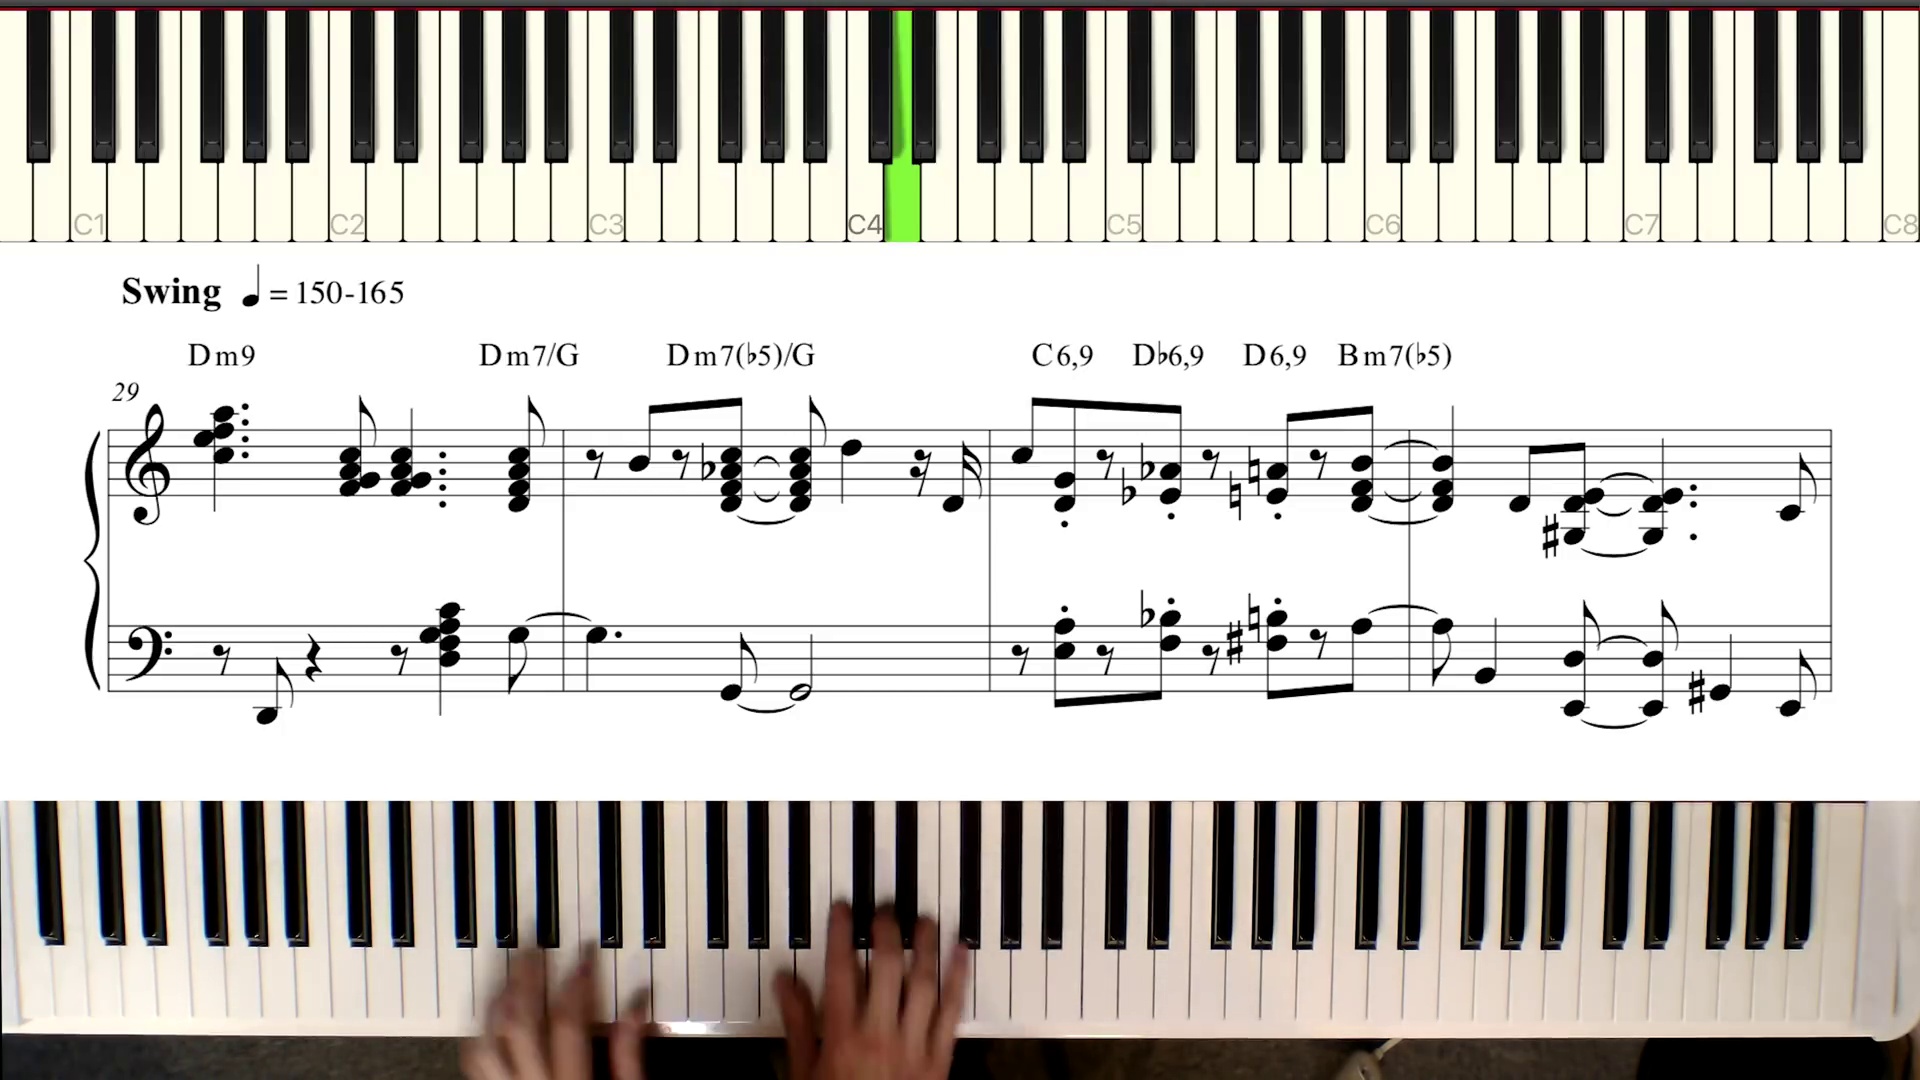 C1 C2 C3 C4 C5 C6 C7 C8
Swing ♩ = 150-165
Dm9 Dm7/G Dm7(♭5)/G C6,9 D♭6,9 D6,9 Bm7(♭5)
29